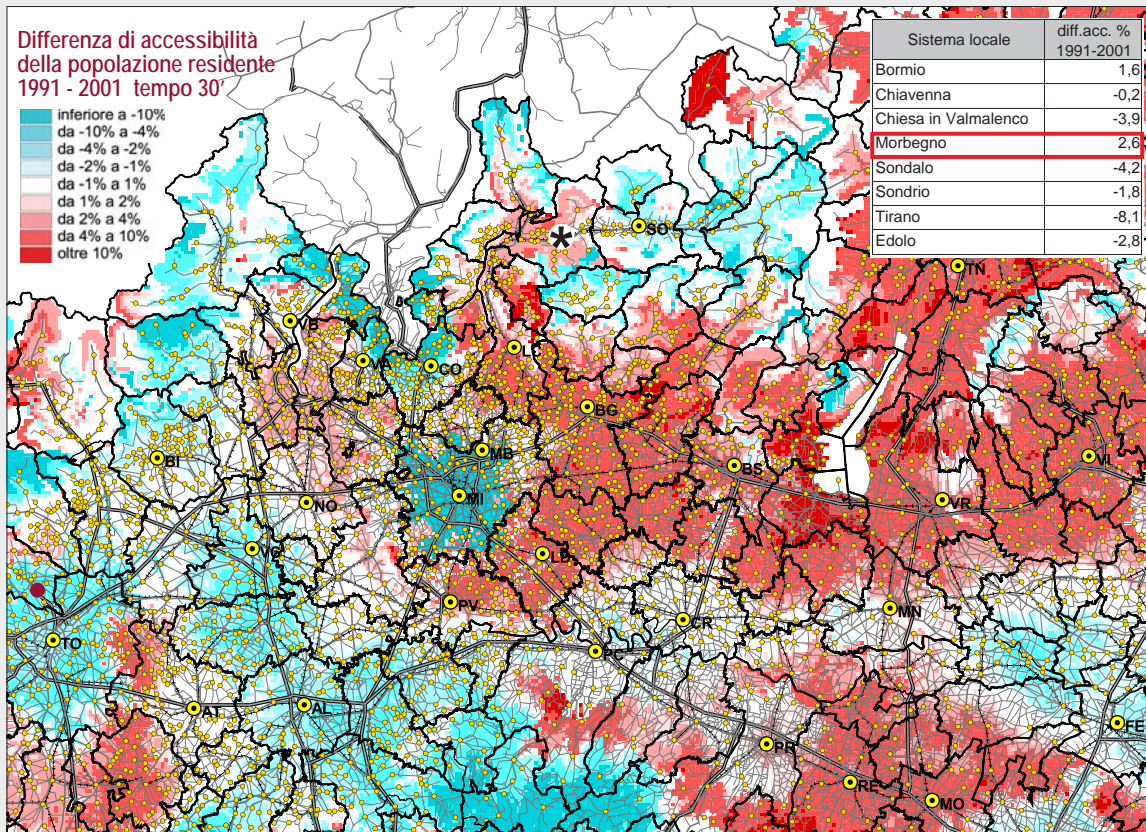 Differenza di accessibilità
della popolazione residente
1991 - 2001 tempo 30'
inferiore a -10%
da -10% a -4%
da -4% a -2%
da -2% a -1%
da -1% a 1%
da 1% a 2%
da 2% a 4%
da 4% a 10%
oltre 10%
Sistema locale diff.acc. % 1991-2001
Bormio 1,6
Chiavenna -0,2
Chiesa in Valmalenco -3,9
Morbegno 2,6
Sondalo -4,2
Sondrio -1,8
Tirano -8,1
Edolo -2,8
*
SO
TN
VB
VA
CO
LC
BG
BI
MB
BS
VI
MI
NO
VR
VC
LO
PV
CR
MN
TO
PC
AT
AL
PR
FE
RE
MO